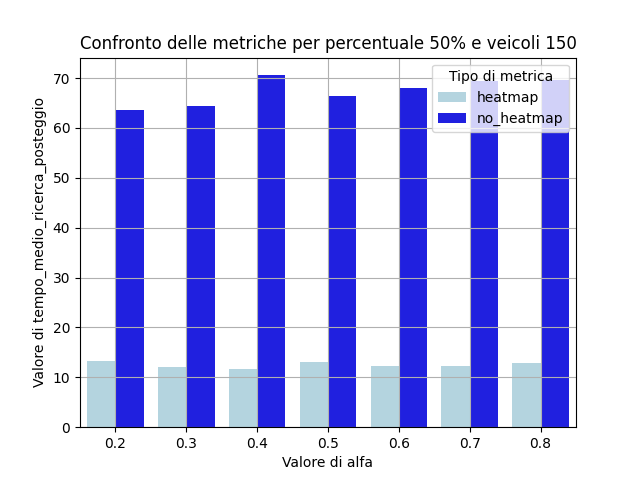 Confronto delle metriche per percentuale 50% e veicoli 150
Valore di tempo_medio_ricerca_posteggio
70
60
50
40
30
20
10
0
Tipo di metrica
heatmap
no_heatmap
0.2 0.3 0.4 0.5 0.6 0.7 0.8
Valore di alfa